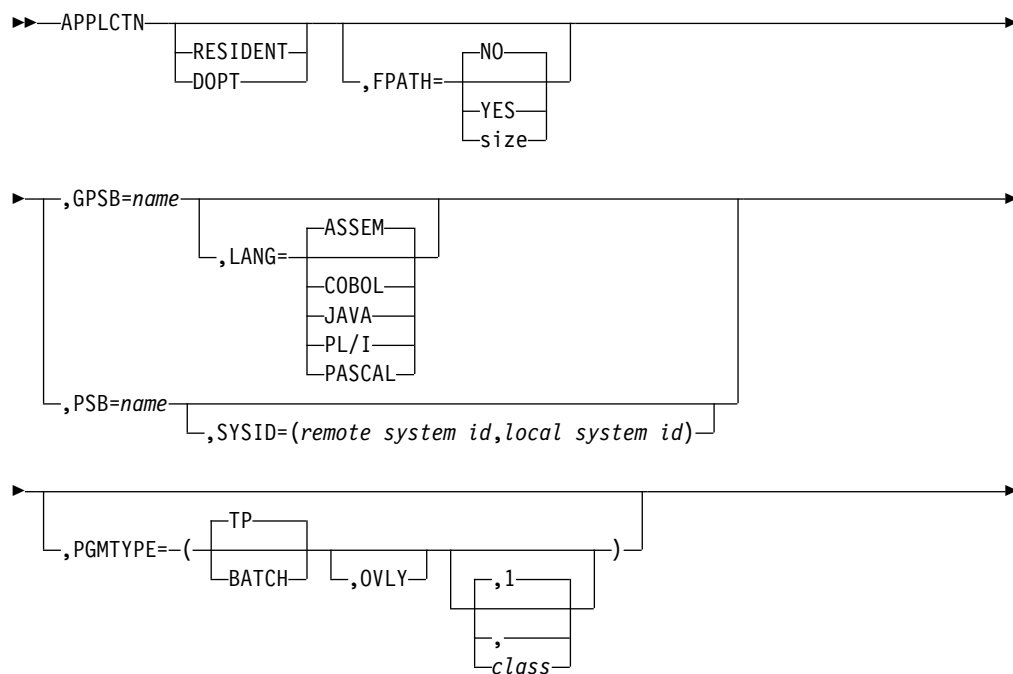 APPLCTN
RESIDENT
DOPT
,FPATH=
NO
YES
size
,GPSB=name
,LANG=
ASSEM
COBOL
JAVA
PL/I
PASCAL
,PSB=name
,SYSID=(remote system id,local system id)
,PGMTYPE=(
TP
BATCH
,OVLY
,1
,
class
)